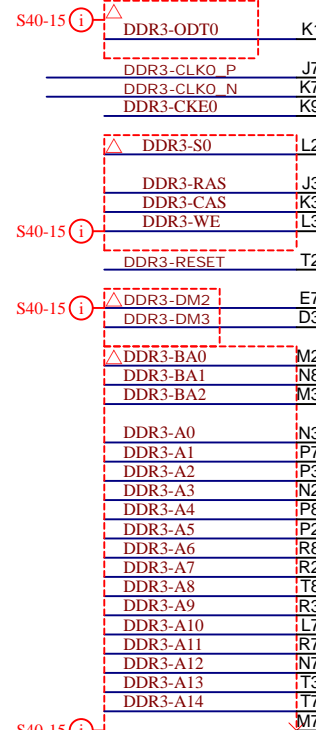 S40-15 i
DDR3-ODT0 K1
DDR3-CLK0_P J7
DDR3-CLK0_N K7
DDR3-CKE0 K9
DDR3-S0 L2
DDR3-RAS J3
DDR3-CAS K3
DDR3-WE L3
S40-15 i
DDR3-RESET T2
S40-15 i
DDR3-DM2 E7
DDR3-DM3 D3
DDR3-BA0 M2
DDR3-BA1 N8
DDR3-BA2 M3
DDR3-A0 N3
DDR3-A1 P7
DDR3-A2 P3
DDR3-A3 N2
DDR3-A4 P8
DDR3-A5 P2
DDR3-A6 R8
DDR3-A7 R2
DDR3-A8 T8
DDR3-A9 R3
DDR3-A10 L7
DDR3-A11 R7
DDR3-A12 N7
DDR3-A13 T3
DDR3-A14 T7
M7
S40-15 i